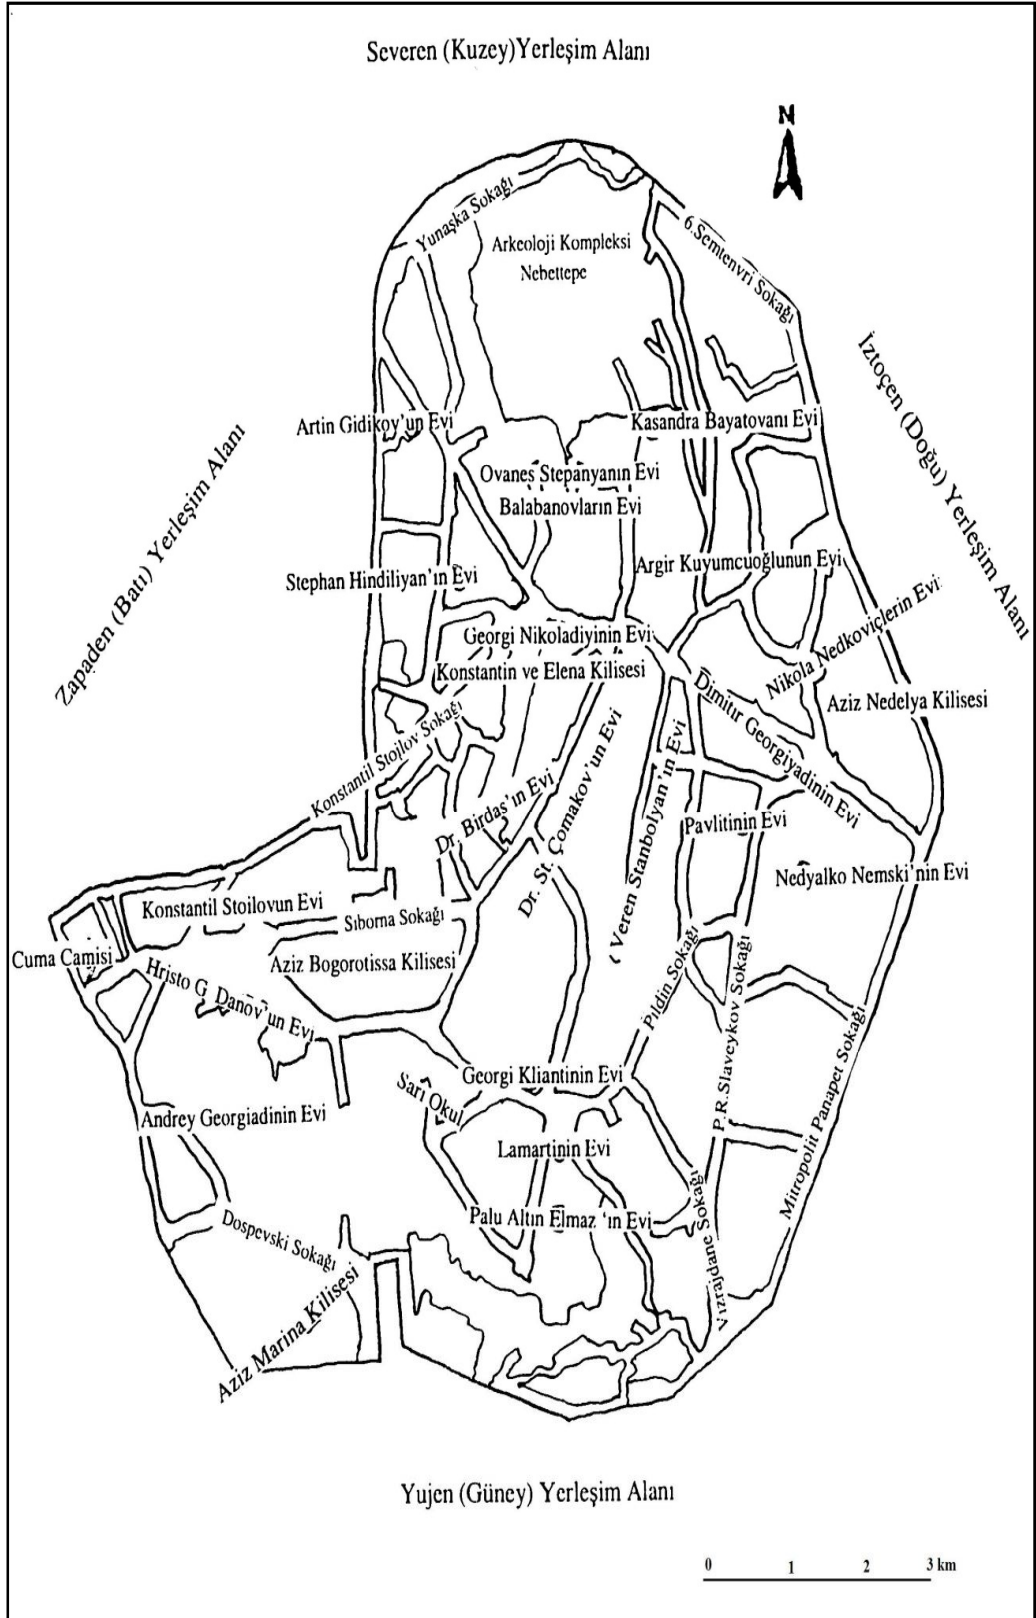 Severen (Kuzey)Yerleşim Alanı
N
Yunaşka Sokağı
Arkeoloji Kompleksi
Nebettepe
6.Semtenvri Sokağı
İztoçen (Doğu) Yerleşim Alanı
Zapaden (Batı) Yerleşim Alanı
Artin Gidikoy'un Evi
Kasandra Bayatovanı Evi
Ovanes Stepanyanın Evi
Balabanovların Evi
Stephan Hindiliyan'ın Evi
Argir Kuyumcuoğlunun Evi
Georgi Nikoladiyinin Evi
Konstantin ve Elena Kilisesi
Nikola Nedkoviçlerin Evi
Aziz Nedelya Kilisesi
Dimitır Georgiyadinin Evi
Konstantil Stojlov Sokağı
Dr. Birdas'ın Evi
Dr. St. Çomakov'un Evi
Veren Stanbolyan'ın Evi
Pavlitinin Evi
Nedyalko Nemski'nin Evi
Konstantil Stoilovun Evi
Sıborna Sokağı
Cuma Camisi
Aziz Bogorotissa Kilisesi
Hristo G Danov'un Evi
Pıldin Sokağı
P.R.Slaveykov Sokağı
Mitropolit Panapet Sokağı
Georgi Kliantinin Evi
Sarı Okul
Andrey Georgiadinin Evi
Lamartinin Evi
Palu Altın Elmaz 'ın Evi
Vızrajdane Sokağı
Dospevski Sokağı
Aziz Marina Kilisesi
Yujen (Güney) Yerleşim Alanı
0 1 2 3 km